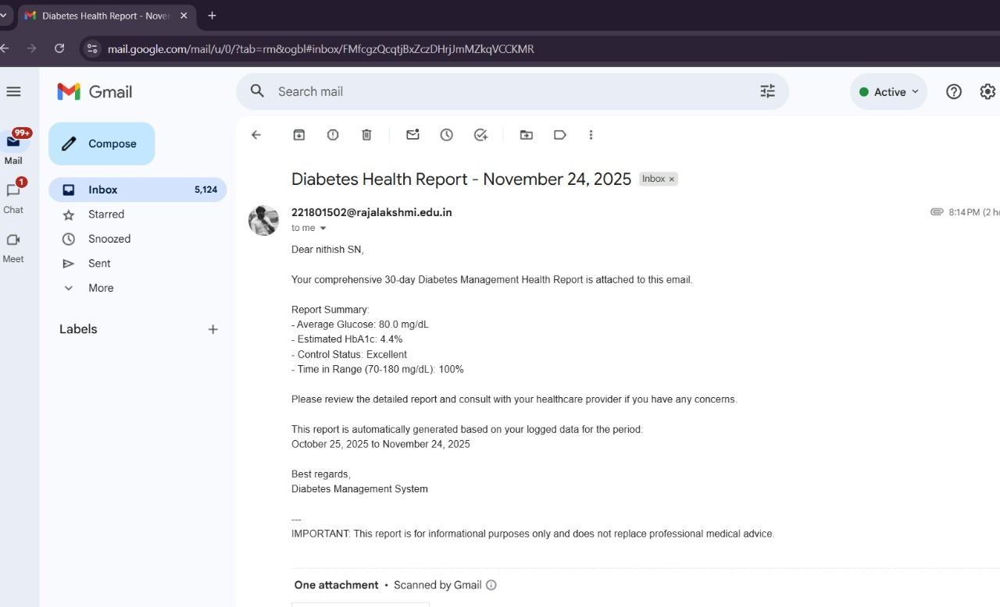 Diabetes Health Report - Nover
mail.google.com/mail/u/0/?tab=rm&ogbl#inbox/FMfcgzQcqtjBxZczDHrjJmMZkqVCCKMR
Gmail
Search mail
Active
99+
Mail
Compose
1
Chat
Meet
Inbox 5,124
Starred
Snoozed
Sent
More
Labels
Diabetes Health Report - November 24, 2025 Inbox ×
221801502@rajalakshmi.edu.in
8:14 PM (2 ho
to me
Dear nithish SN,
Your comprehensive 30-day Diabetes Management Health Report is attached to this email.
Report Summary:
- Average Glucose: 80.0 mg/dL
- Estimated HbA1c: 4.4%
- Control Status: Excellent
- Time in Range (70-180 mg/dL): 100%
Please review the detailed report and consult with your healthcare provider if you have any concerns.
This report is automatically generated based on your logged data for the period:
October 25, 2025 to November 24, 2025
Best regards,
Diabetes Management System
---
IMPORTANT: This report is for informational purposes only and does not replace professional medical advice.
One attachment • Scanned by Gmail